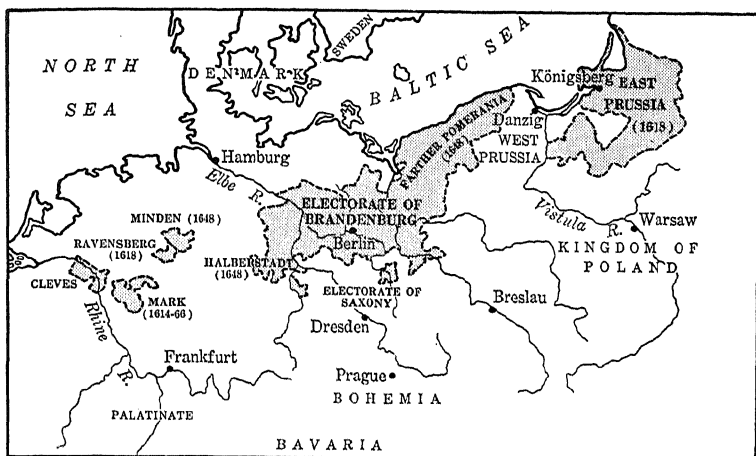 NORTH
SEA
DENMARK
SWEDEN
BALTIC SEA
Königsberg
EAST
PRUSSIA
(1618)
Danzig
WEST
PRUSSIA
FARTHER POMERANIA
(1648)
Hamburg
Elbe R.
ELECTORATE OF
BRANDENBURG
Berlin
MINDEN (1648)
RAVENSBERG
(1618)
HALBERSTADT
(1648)
CLEVES
MARK
(1614-66)
Rhine R.
ELECTORATE OF
SAXONY
Dresden
Breslau
Vistula R.
Warsaw
KINGDOM OF
POLAND
Frankfurt
Prague
BOHEMIA
PALATINATE
BAVARIA